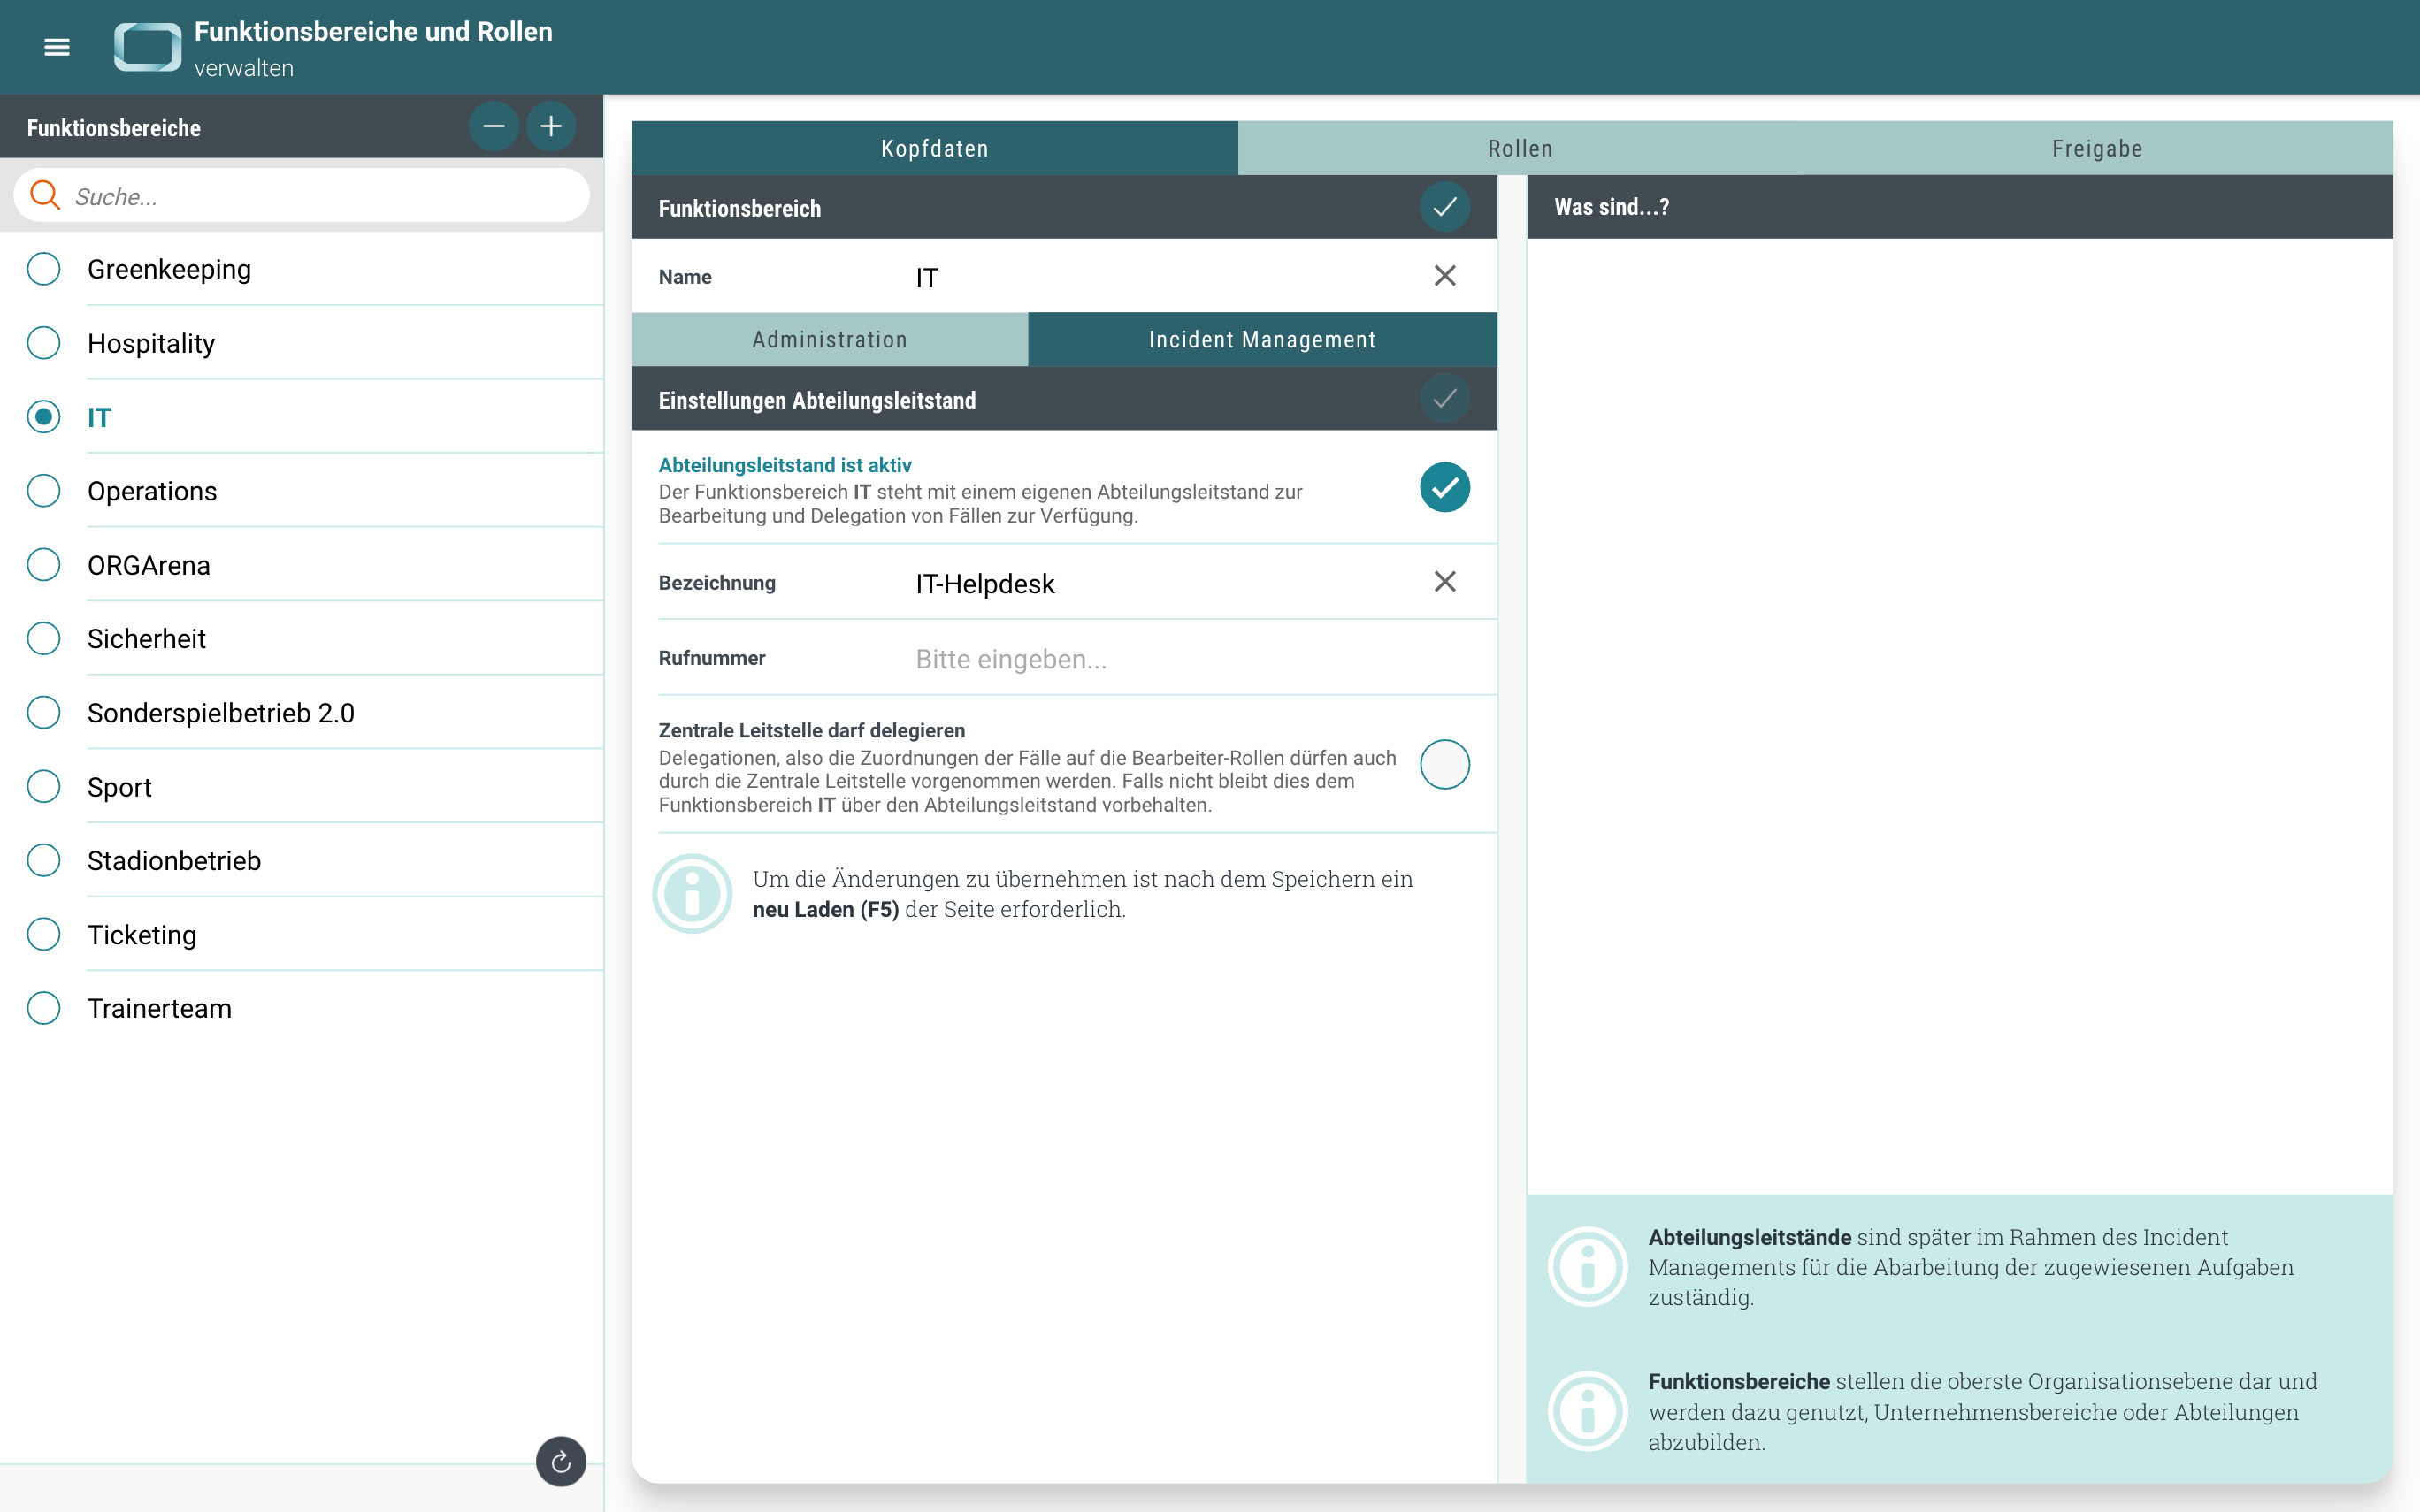 Funktionsbereiche und Rollen
verwalten
Funktionsbereiche
Suche...
Greenkeeping
Hospitality
IT
Operations
ORGArena
Sicherheit
Sonderspielbetrieb 2.0
Sport
Stadionbetrieb
Ticketing
Trainerteam
Kopfdaten
Rollen
Freigabe
Funktionsbereich
Name IT
Administration
Incident Management
Einstellungen Abteilungsleitstand
Abteilungsleitstand ist aktiv
Der Funktionsbereich IT steht mit einem eigenen Abteilungsleitstand zur
Bearbeitung und Delegation von Fällen zur Verfügung.
Bezeichnung IT-Helpdesk
Rufnummer Bitte eingeben...
Zentrale Leitstelle darf delegieren
Delegationen, also die Zuordnungen der Fälle auf die Bearbeiter-Rollen dürfen auch
durch die Zentrale Leitstelle vorgenommen werden. Falls nicht bleibt dies dem
Funktionsbereich IT über den Abteilungsleitstand vorbehalten.
Um die Änderungen zu übernehmen ist nach dem Speichern ein
neu Laden (F5) der Seite erforderlich.
Was sind...?
Abteilungsleitstände sind später im Rahmen des Incident
Managements für die Abarbeitung der zugewiesenen Aufgaben
zuständig.
Funktionsbereiche stellen die oberste Organisationsebene dar und
werden dazu genutzt, Unternehmensbereiche oder Abteilungen
abzubilden.